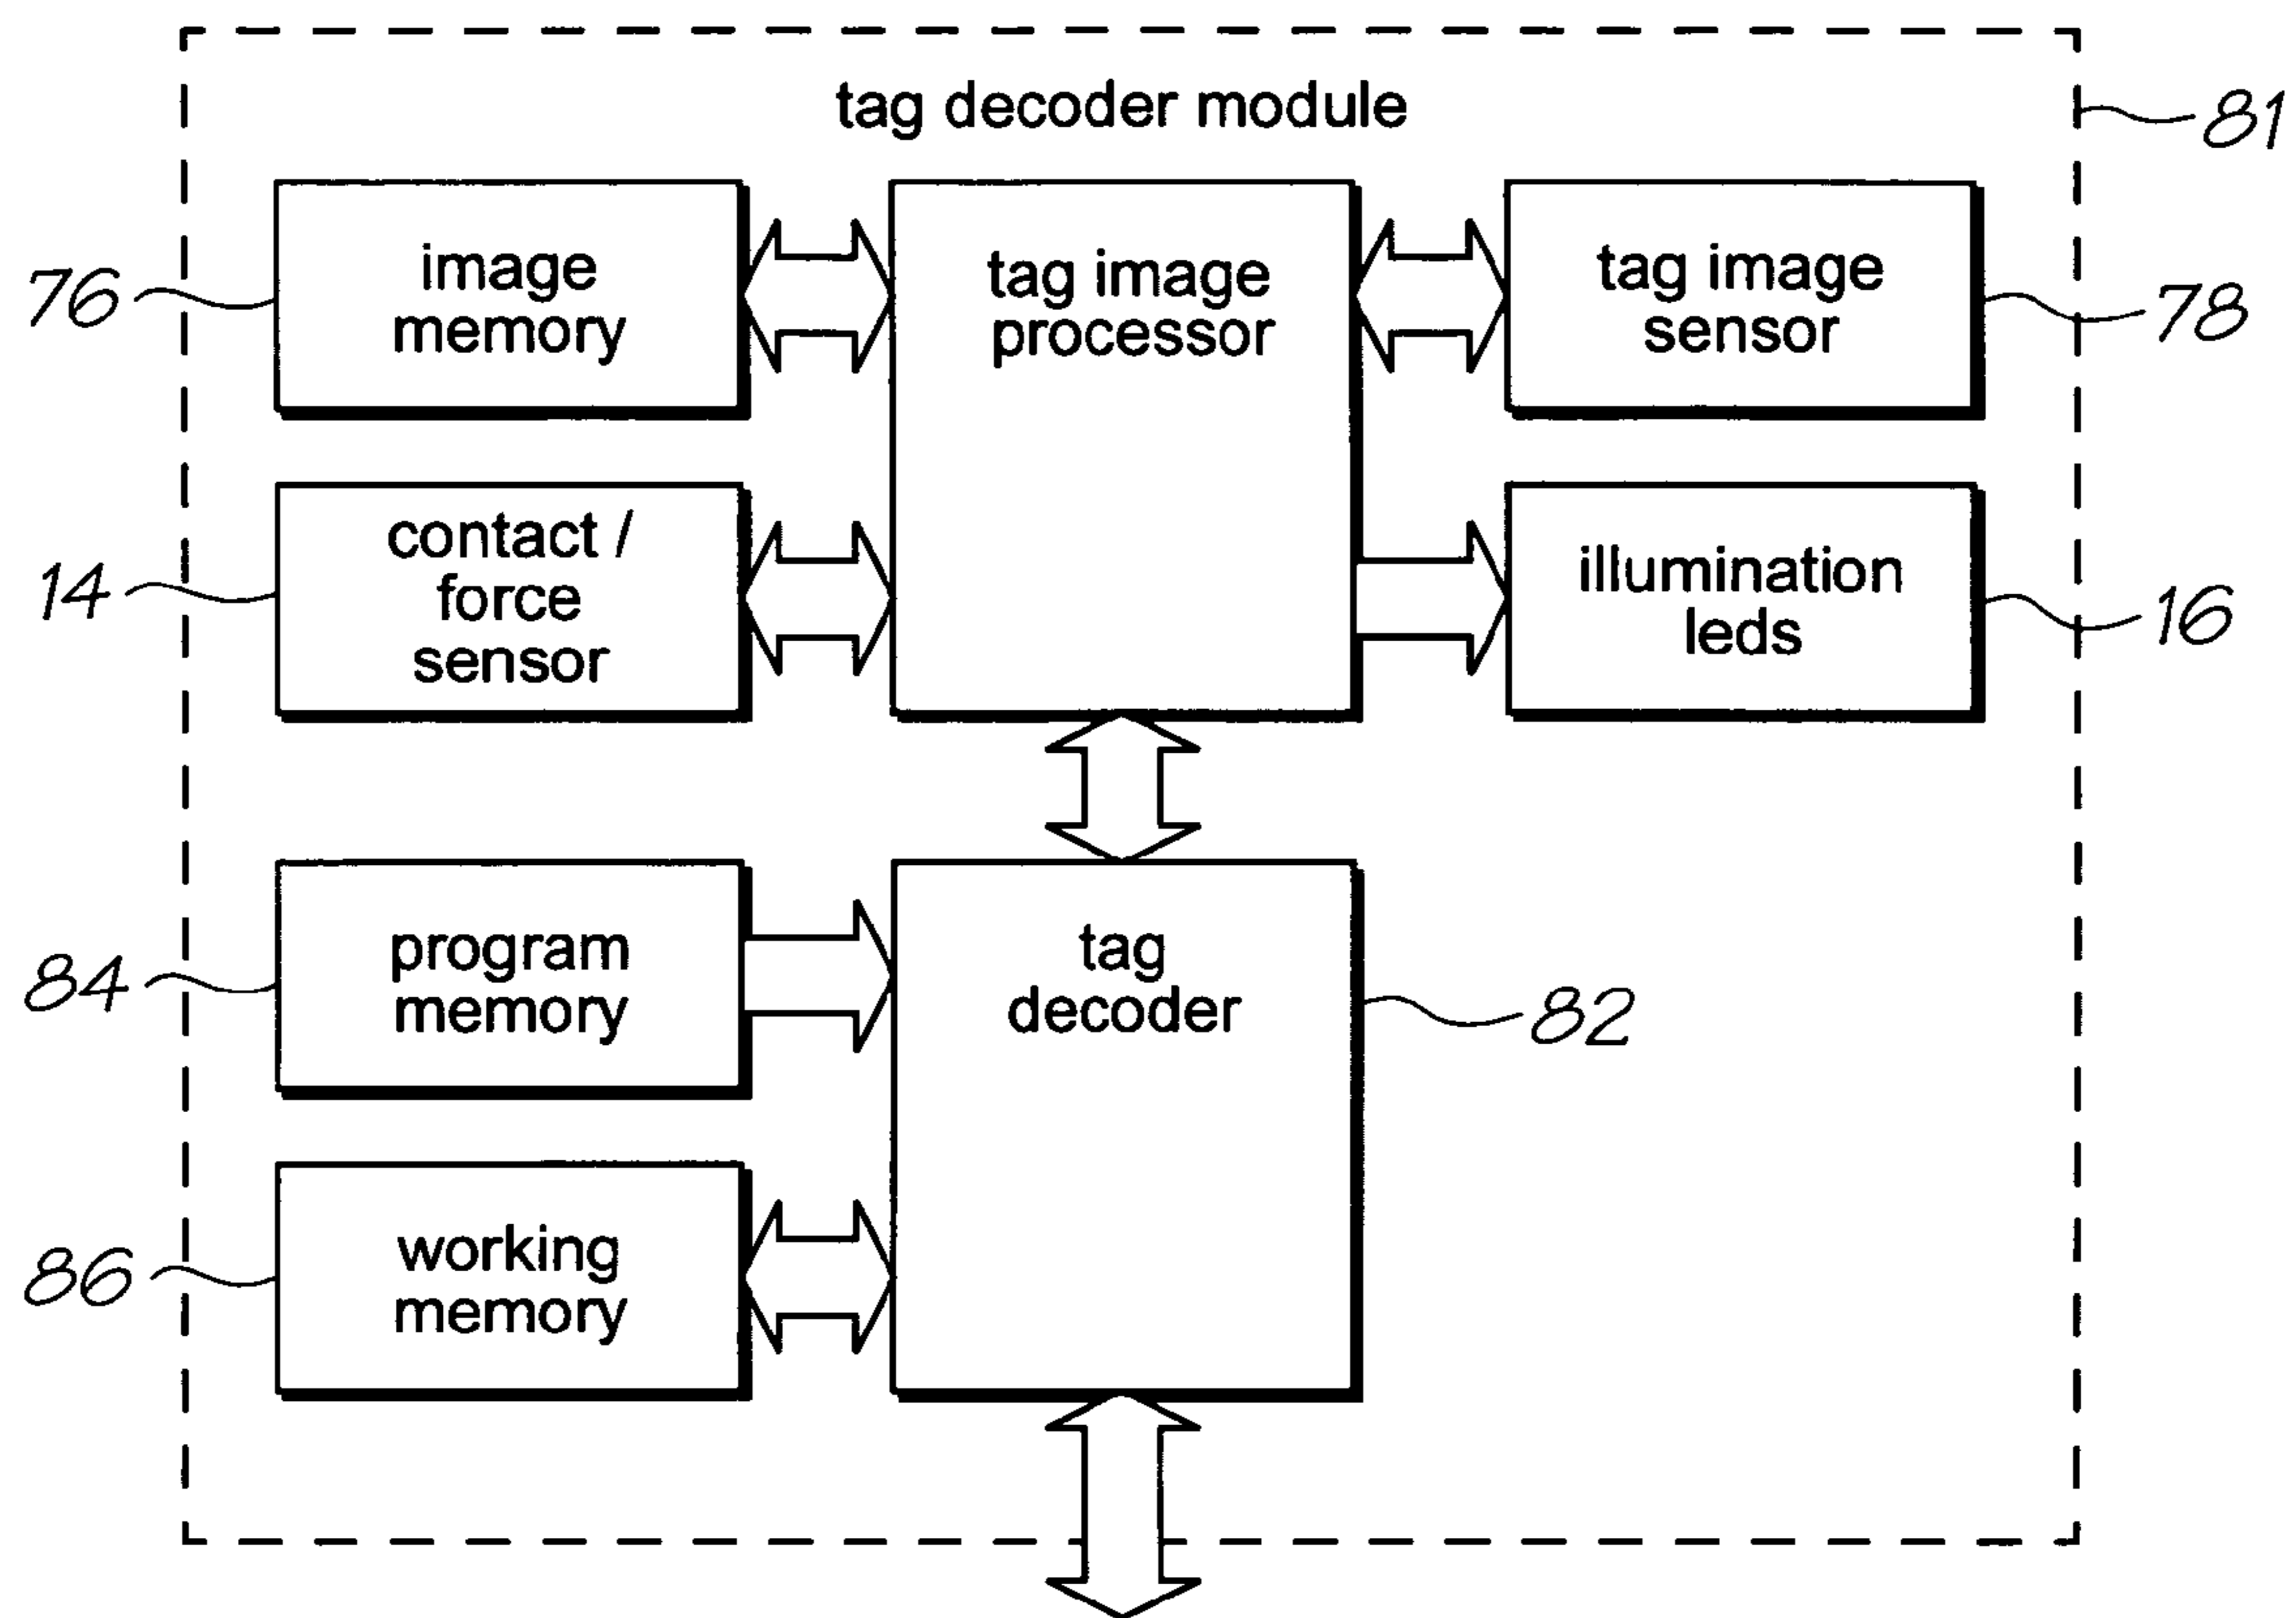 tag decoder module
81
76
image
memory
tag image
processor
tag image
sensor
78
14
contact /
force
sensor
illumination
leds
16
84
program
memory
tag
decoder
82
86
working
memory